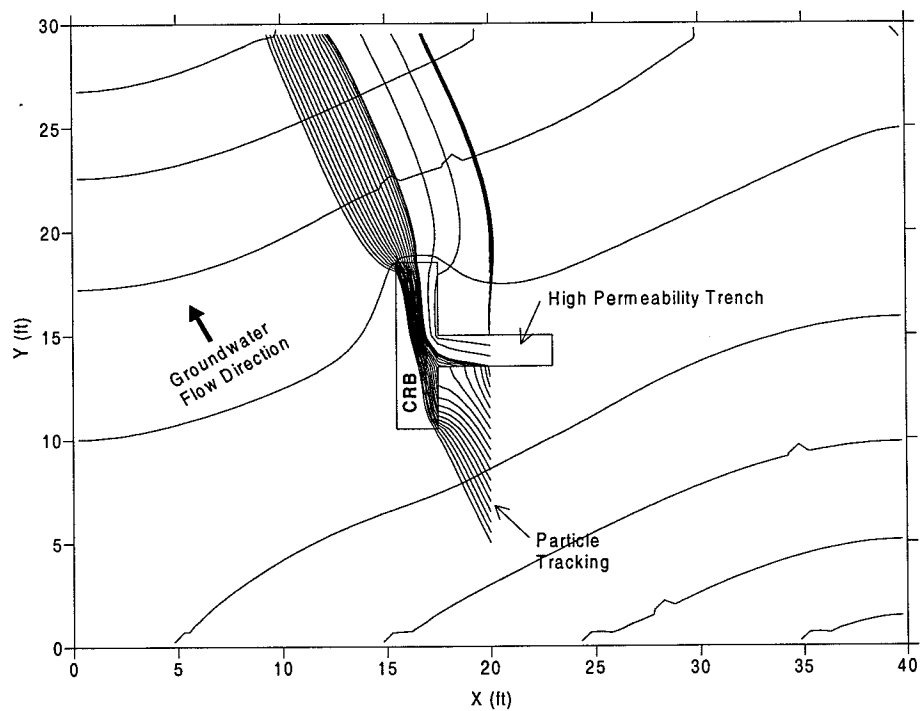 30
25
20
15
10
5
0
Y (ft)
Groundwater
Flow Direction
CRB
High Permeability Trench
Particle
Tracking
0
5
10
15
20
25
30
35
40
X (ft)